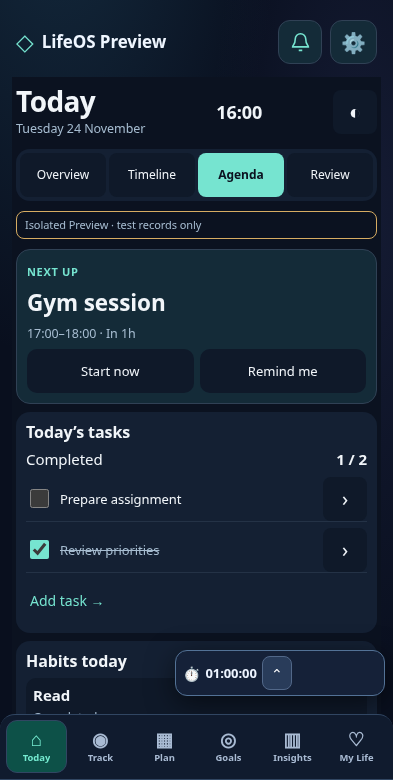 LifeOS Preview
Today
Tuesday 24 November
16:00
Overview
Timeline
Agenda
Review
Isolated Preview · test records only
NEXT UP
Gym session
17:00–18:00 · In 1h
Start now
Remind me
Today’s tasks
Completed
1 / 2
Prepare assignment
›
Review priorities
›
Add task →
Habits today
01:00:00
Read
Today
Track
Plan
Goals
Insights
My Life